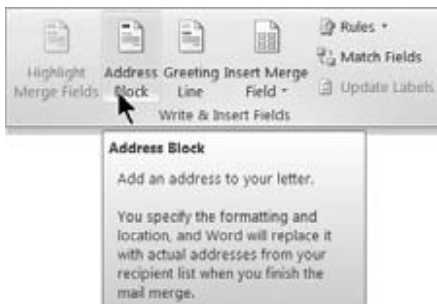 Highlight
Merge Fields
Address
Block
Greeting
Line
Insert Merge
Field
Rules
Match Fields
Update Labels
Write & Insert Fields
Address Block
Add an address to your letter.
You specify the formatting and
location, and Word will replace it
with actual addresses from your
recipient list when you finish the
mail merge.